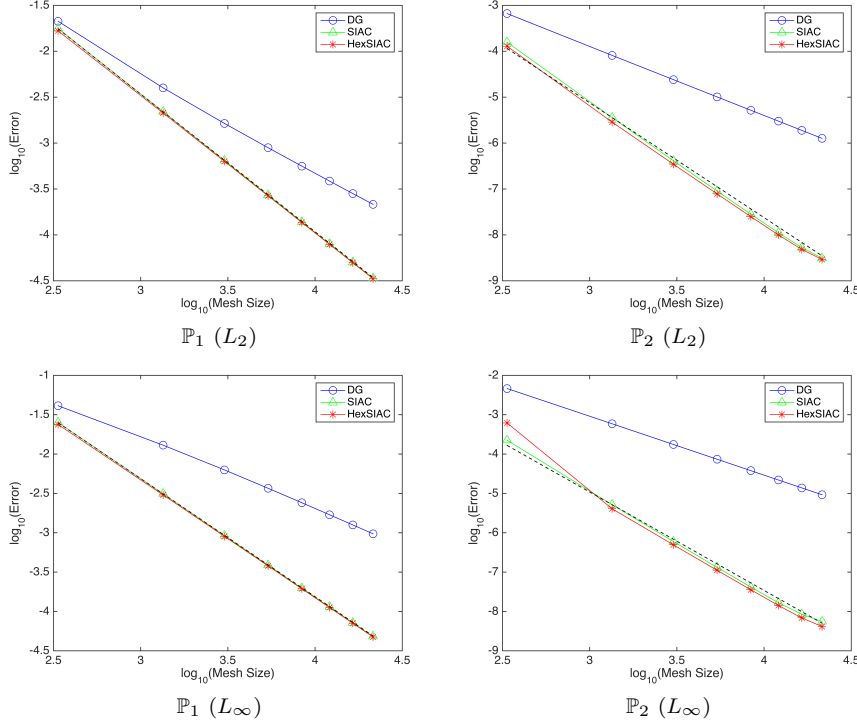 -1.5
-2
-2.5
-3
-3.5
-4
-4.5
log10(Error)
DG
SIAC
HexSIAC
2.5 3 3.5 4 4.5
log10(Mesh Size)
ℙ1 (L2)
-3
-4
-5
-6
-7
-8
-9
log10(Error)
DG
SIAC
HexSIAC
2.5 3 3.5 4 4.5
log10(Mesh Size)
ℙ2 (L2)
-1
-1.5
-2
-2.5
-3
-3.5
-4
-4.5
log10(Error)
DG
SIAC
HexSIAC
2.5 3 3.5 4 4.5
log10(Mesh Size)
ℙ1 (L∞)
-2
-3
-4
-5
-6
-7
-8
-9
log10(Error)
DG
SIAC
HexSIAC
2.5 3 3.5 4 4.5
log10(Mesh Size)
ℙ2 (L∞)